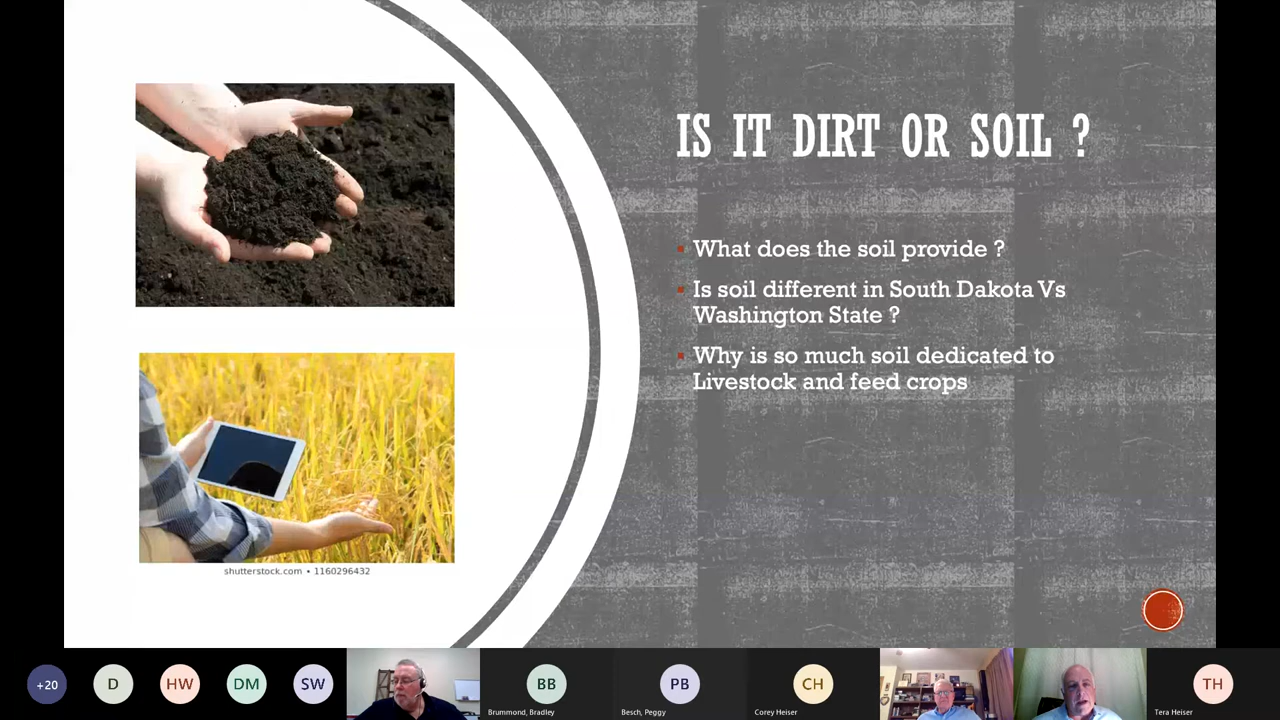 IS IT DIRT OR SOIL ?
What does the soil provide ?
Is soil different in South Dakota Vs
Washington State ?
Why is so much soil dedicated to
Livestock and feed crops
shutterstock.com • 1160296432
+20
D
HW
DM
SW
BB
Brummond, Bradley
PB
Besch, Peggy
CH
Corey Heiser
TH
Tera Heiser